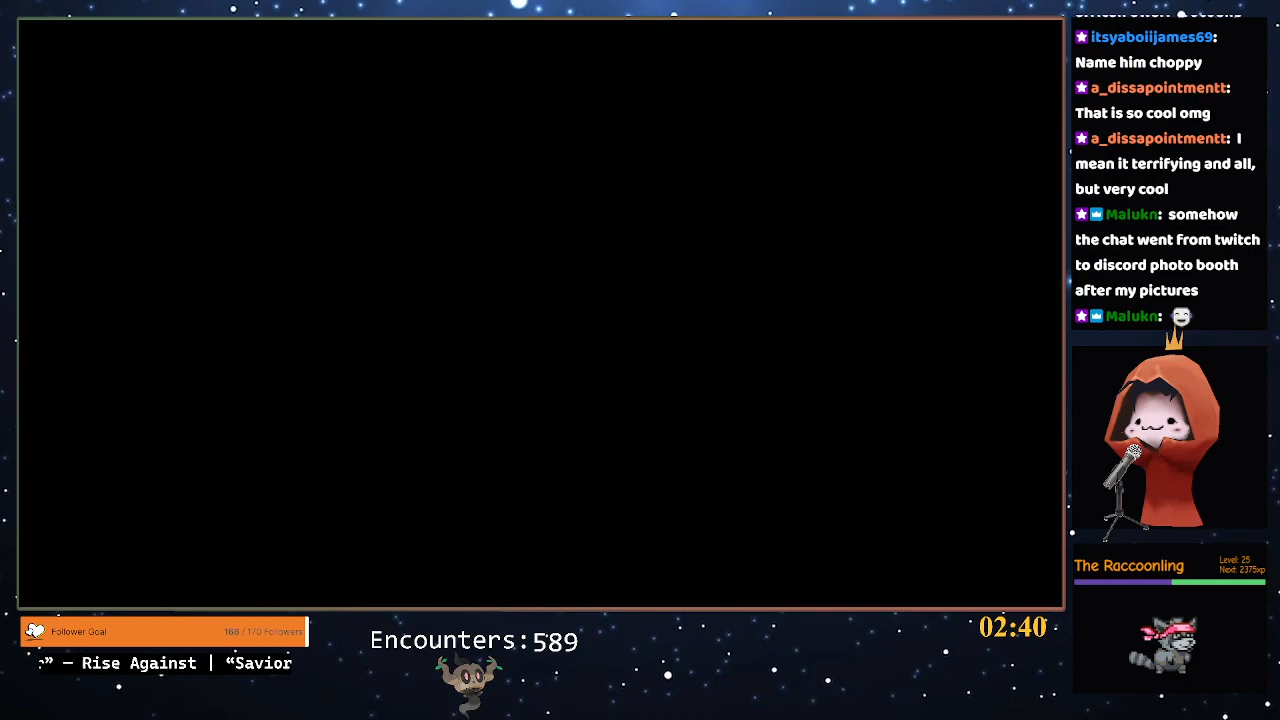 itsyaboiijames69:
Name him choppy
a_dissapointmentt:
That is so cool omg
a_dissapointmentt: I
mean it terrifying and all,
but very cool
Malukn: somehow
the chat went from twitch
to discord photo booth
after my pictures
Malukn:
The Raccoonling
Level: 25
Next: 2375xp
Follower Goal
168 / 170 Followers
” — Rise Against | “Savior
Encounters:589
02:40